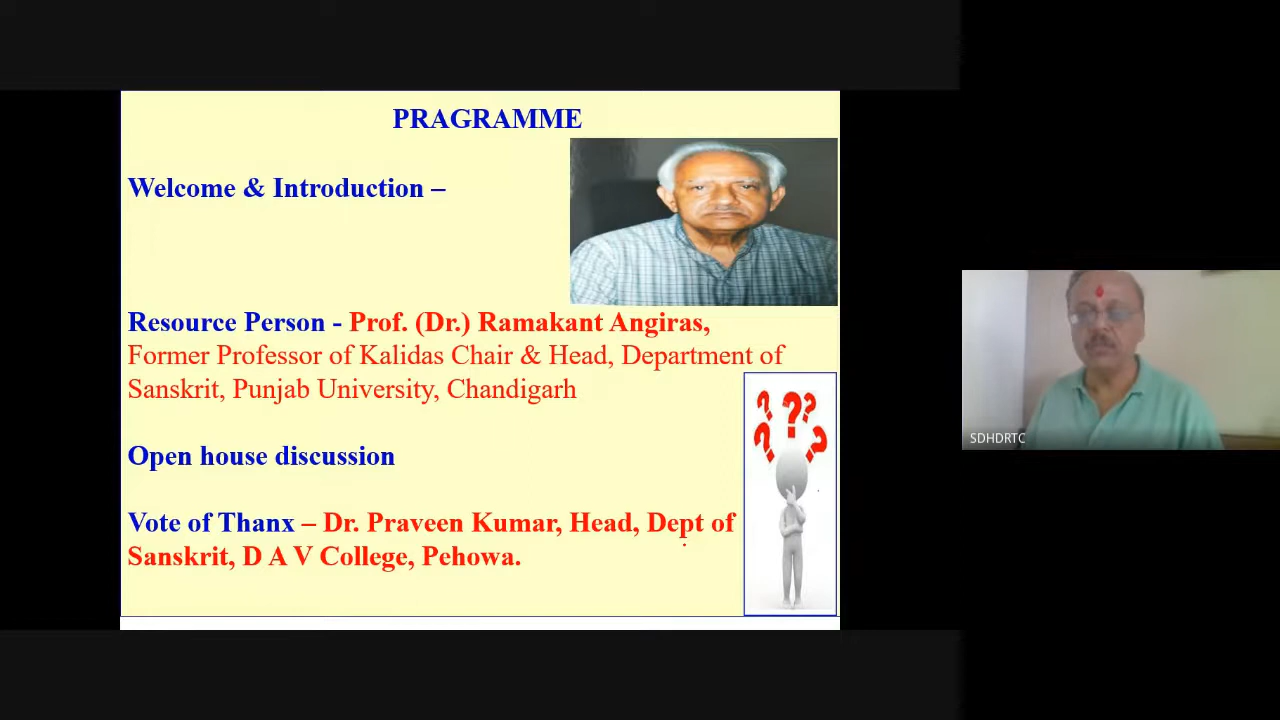 PRAGRAMME
Welcome & Introduction –
Resource Person - Prof. (Dr.) Ramakant Angiras,
Former Professor of Kalidas Chair & Head, Department of
Sanskrit, Punjab University, Chandigarh
Open house discussion
Vote of Thanx – Dr. Praveen Kumar, Head, Dept of
Sanskrit, D A V College, Pehowa.
? ? ? ? ?
SDHDRTC